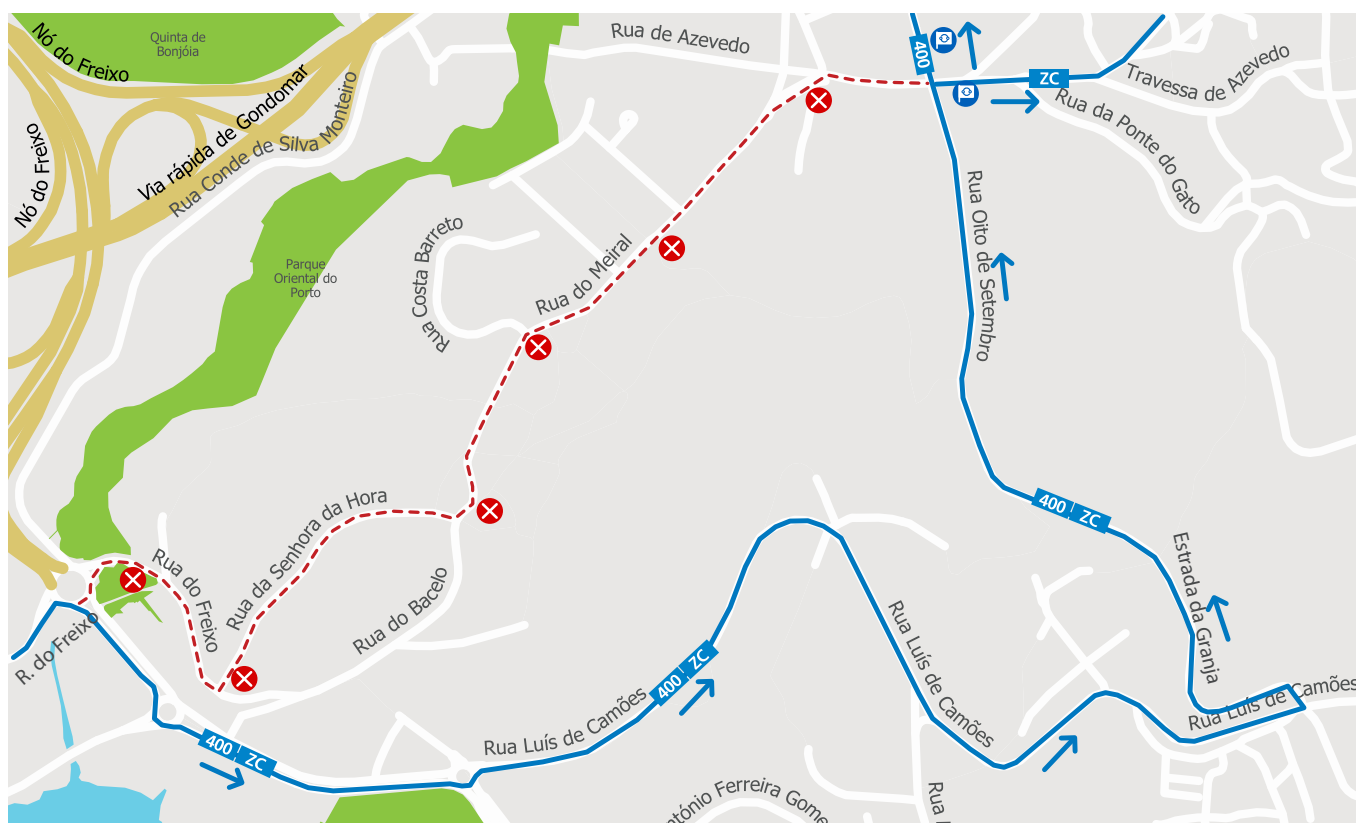 Nó do Freixo
Quinta de
Bonjóia
Rua de Azevedo
400
ZC
Travessa de Azevedo
Rua da Ponte do Gato
Nó do Freixo
Via rápida de Gondomar
Rua Conde de Silva Monteiro
Parque
Oriental do
Porto
Rua Costa Barreto
Rua do Meiral
Rua Oito de Setembro
400 ZC
Estrada da Granja
Rua da Senhora da Hora
Rua do Freixo
Rua do Bacelo
R. do Freixo
400 ZC
Rua Luís de Camões
400 ZC
Rua Luís de Camões
Rua Luís de Camões
ntónio Ferreira Gome
Rua